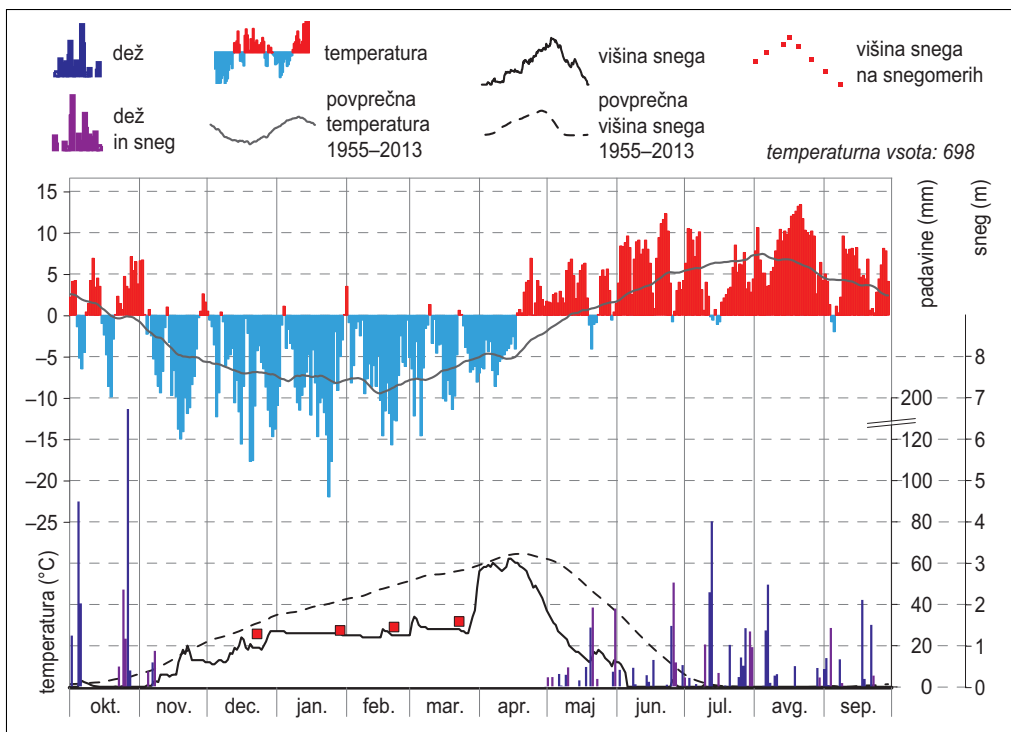 dež
temperatura
višina snega
višina snega
na snegomerih
dež
in sneg
povprečna
temperatura
1955–2013
povprečna
višina snega
1955–2013
temperaturna vsota: 698
15
10
5
0
–5
–10
–15
–20
–25
temperatura (°C)
padavine (mm)
200
120
100
80
60
40
20
0
sneg (m)
8
7
6
5
4
3
2
1
0
okt.
nov.
dec.
jan.
feb.
mar.
apr.
maj
jun.
jul.
avg.
sep.